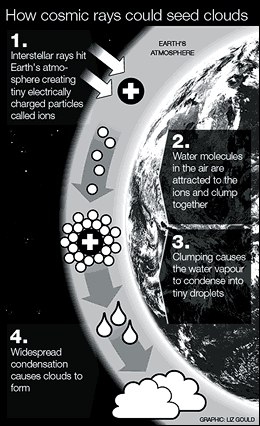 How cosmic rays could seed clouds
1.
Interstellar rays hit
Earth's atmo-
sphere creating
tiny electrically
charged particles
called ions
EARTH'S
ATMOSPHERE
2.
Water molecules
in the air are
attracted to the
ions and clump
together
3.
Clumping causes
the water vapour
to condense into
tiny droplets
4.
Widespread
condensation
causes clouds to
form
GRAPHIC: LIZ GOULD